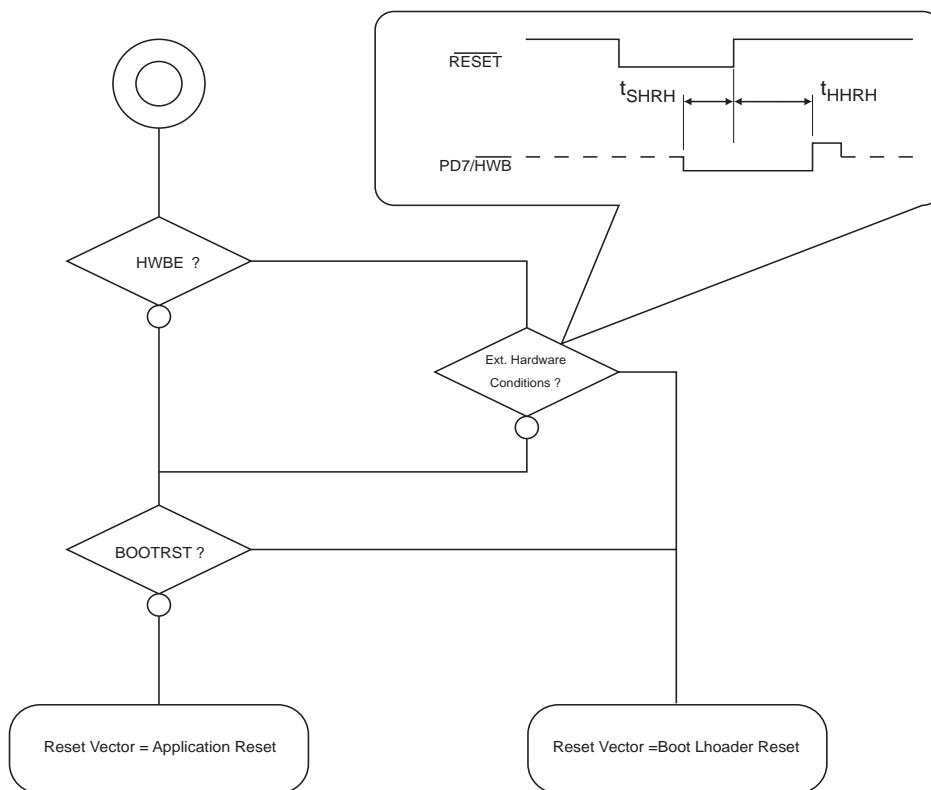 RESET
tSHRH
tHHRH
PD7/HWB
HWBE ?
Ext. Hardware
Conditions ?
BOOTRST ?
Reset Vector = Application Reset
Reset Vector =Boot Lhoader Reset